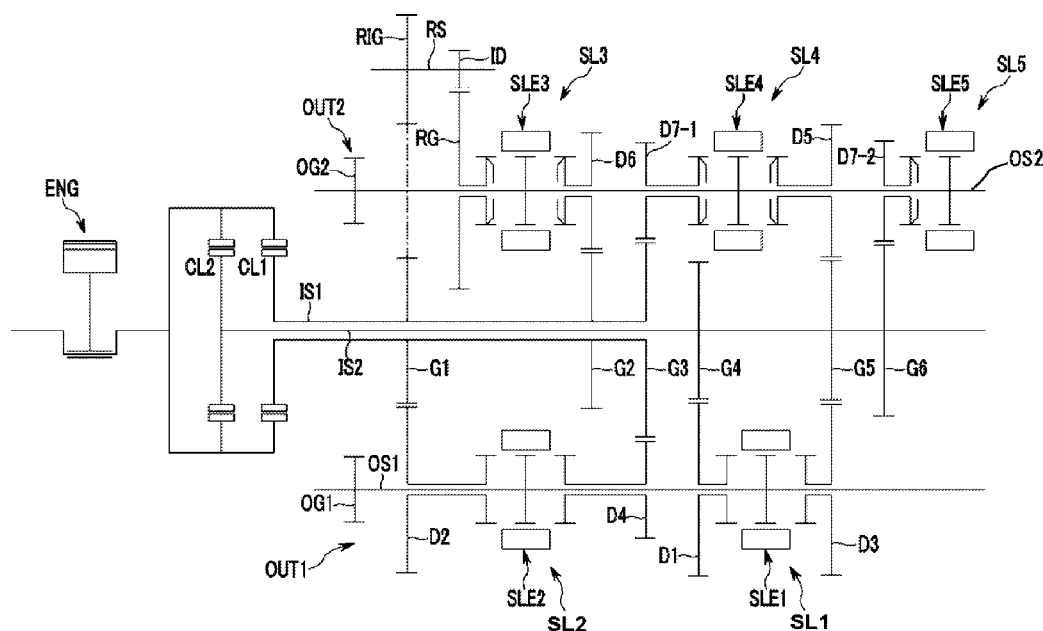 RIG
RS
ID
SLE3
SL3
SLE4
SL4
SLE5
SL5
OUT2
RG
D6
D7-1
D5
D7-2
OG2
OS2
ENG
CL2
CL1
IS1
IS2
G1
G2
G3
G4
G5
G6
OS1
OG1
D2
D4
D1
D3
OUT1
SLE2
SL2
SLE1
SL1